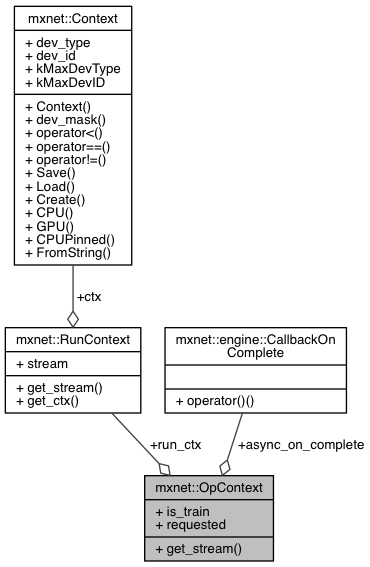 mxnet::Context
+ dev_type
+ dev_id
+ kMaxDevType
+ kMaxDevID
+ Context()
+ dev_mask()
+ operator<()
+ operator==()
+ operator!=()
+ Save()
+ Load()
+ Create()
+ CPU()
+ GPU()
+ CPUPinned()
+ FromString()
+ctx
mxnet::RunContext
+ stream
+ get_stream()
+ get_ctx()
mxnet::engine::CallbackOn
Complete
+ operator()()
+run_ctx
+async_on_complete
mxnet::OpContext
+ is_train
+ requested
+ get_stream()